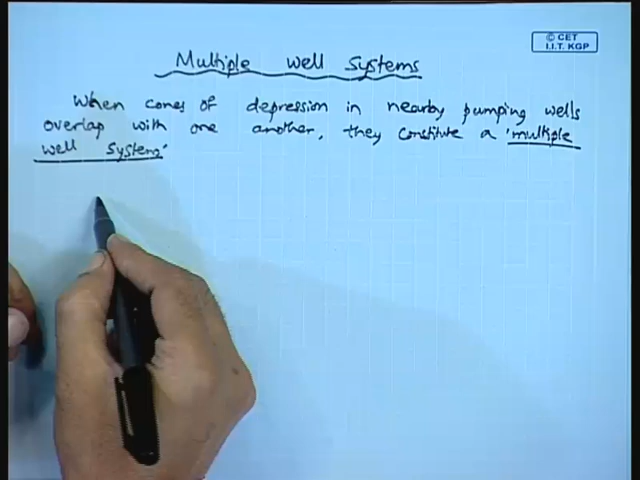 © CET
I.I.T. KGP
Multiple well Systems
When cones of depression in nearby pumping wells
overlap with one another, they constitute a 'multiple
well system'